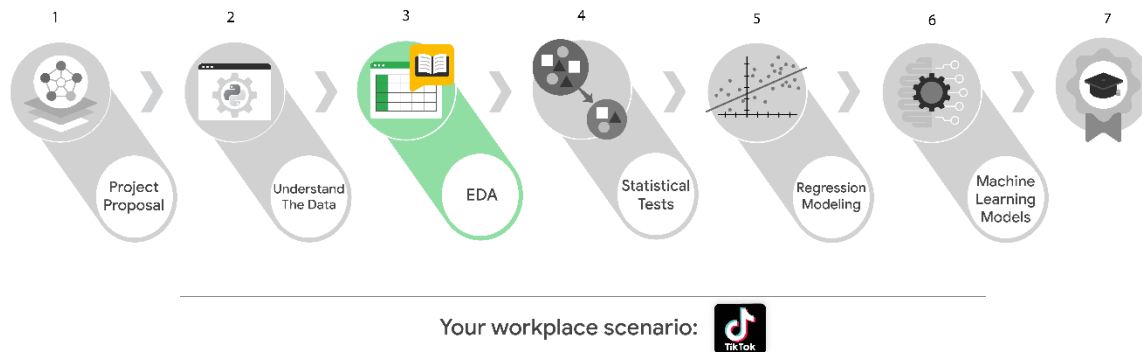 1
2
3
4
5
6
7
Project
Proposal
Understand
The Data
EDA
Statistical
Tests
Regression
Modeling
Machine
Learning
Models
Your workplace scenario:
TikTok